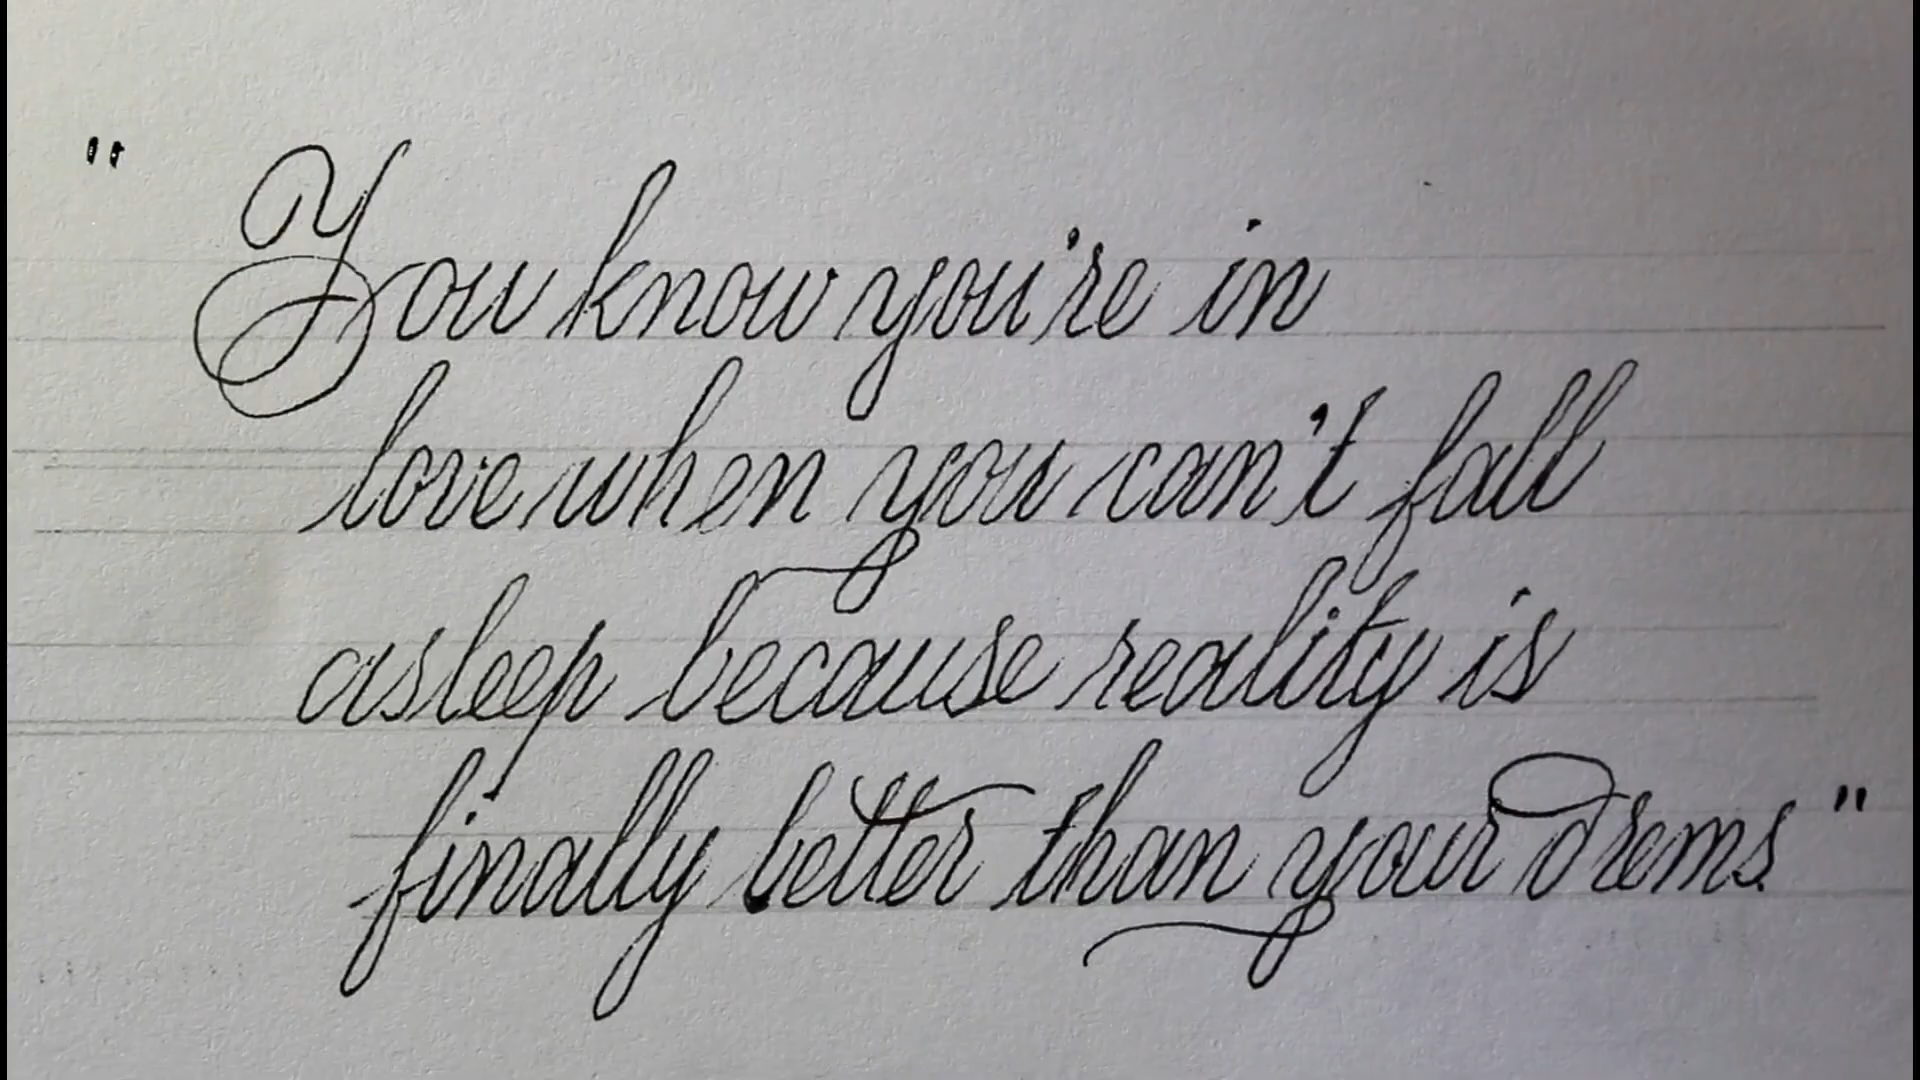 " You know you're in
love when you can't fall
asleep because reality is
finally better than your drems. "